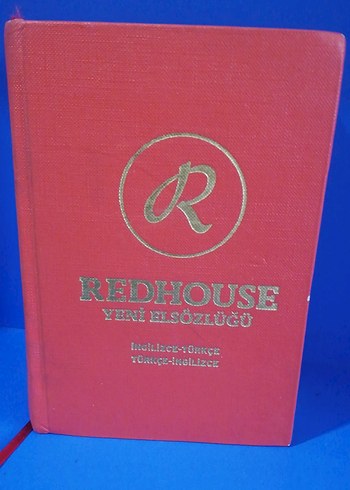 R
REDHOUSE
YENİ ELSÖZLÜĞÜ
İNGİLİZCE-TÜRKÇE
TÜRKÇE-İNGİLİZCE